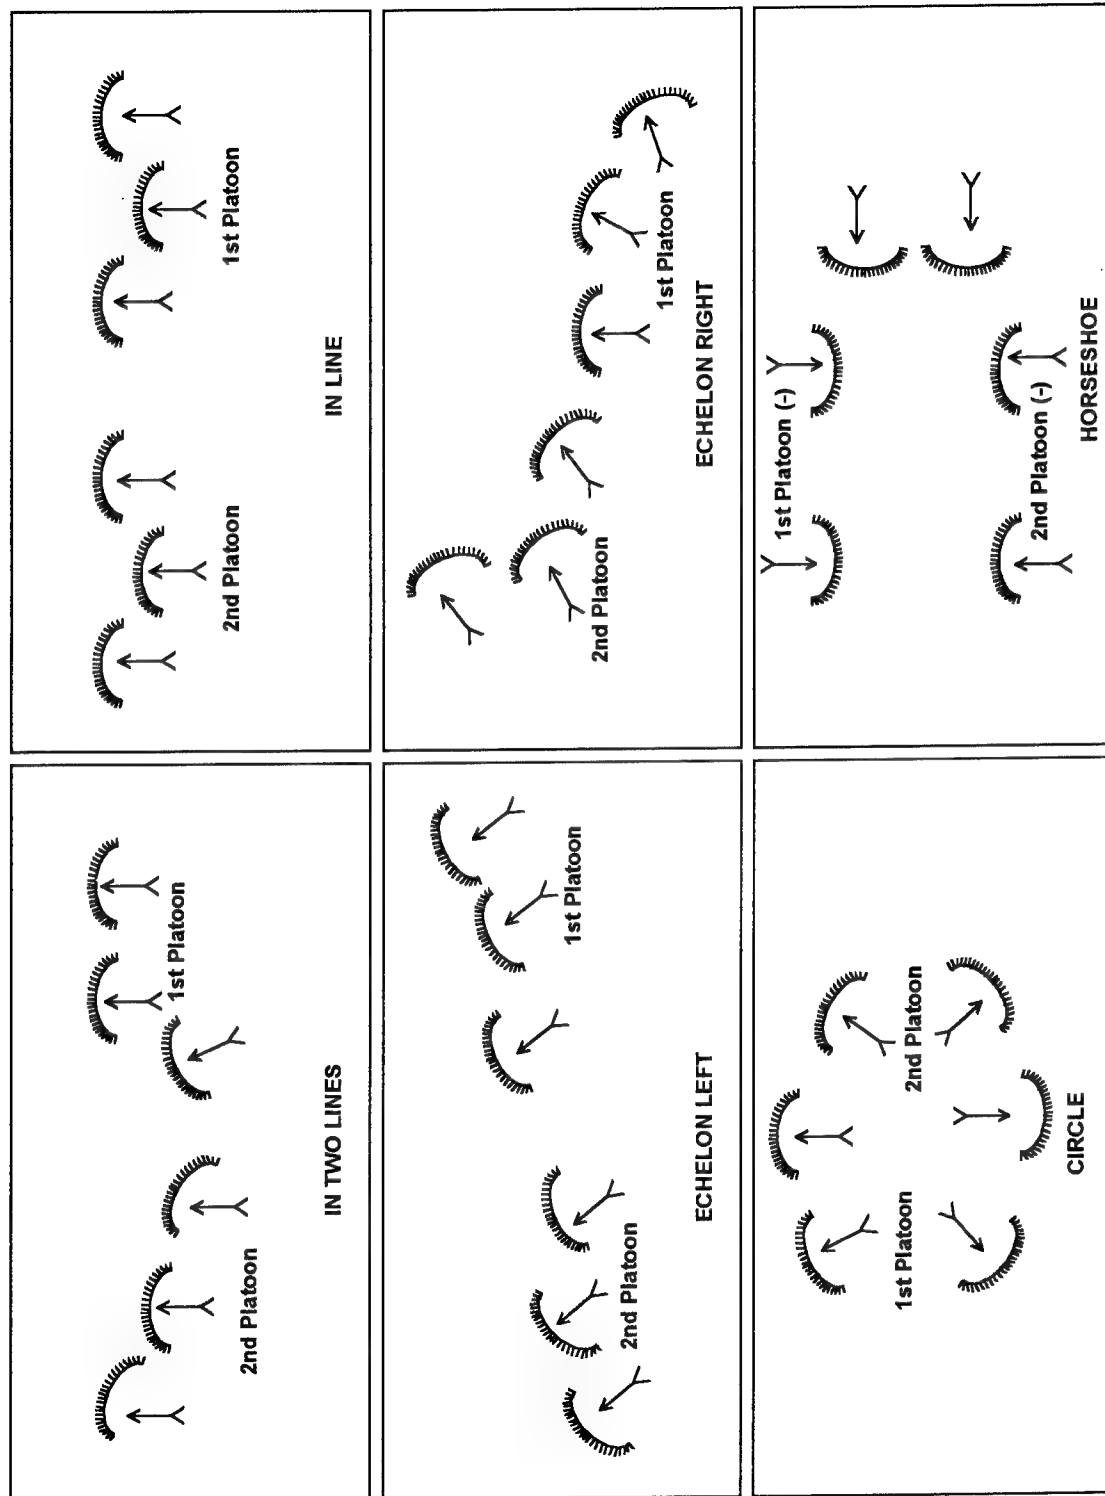 1st Platoon
2nd Platoon
IN TWO LINES
2nd Platoon
1st Platoon
IN LINE
1st Platoon
2nd Platoon
ECHELON LEFT
2nd Platoon
1st Platoon
ECHELON RIGHT
1st Platoon
2nd Platoon
CIRCLE
1st Platoon (-)
2nd Platoon (-)
HORSESHOE